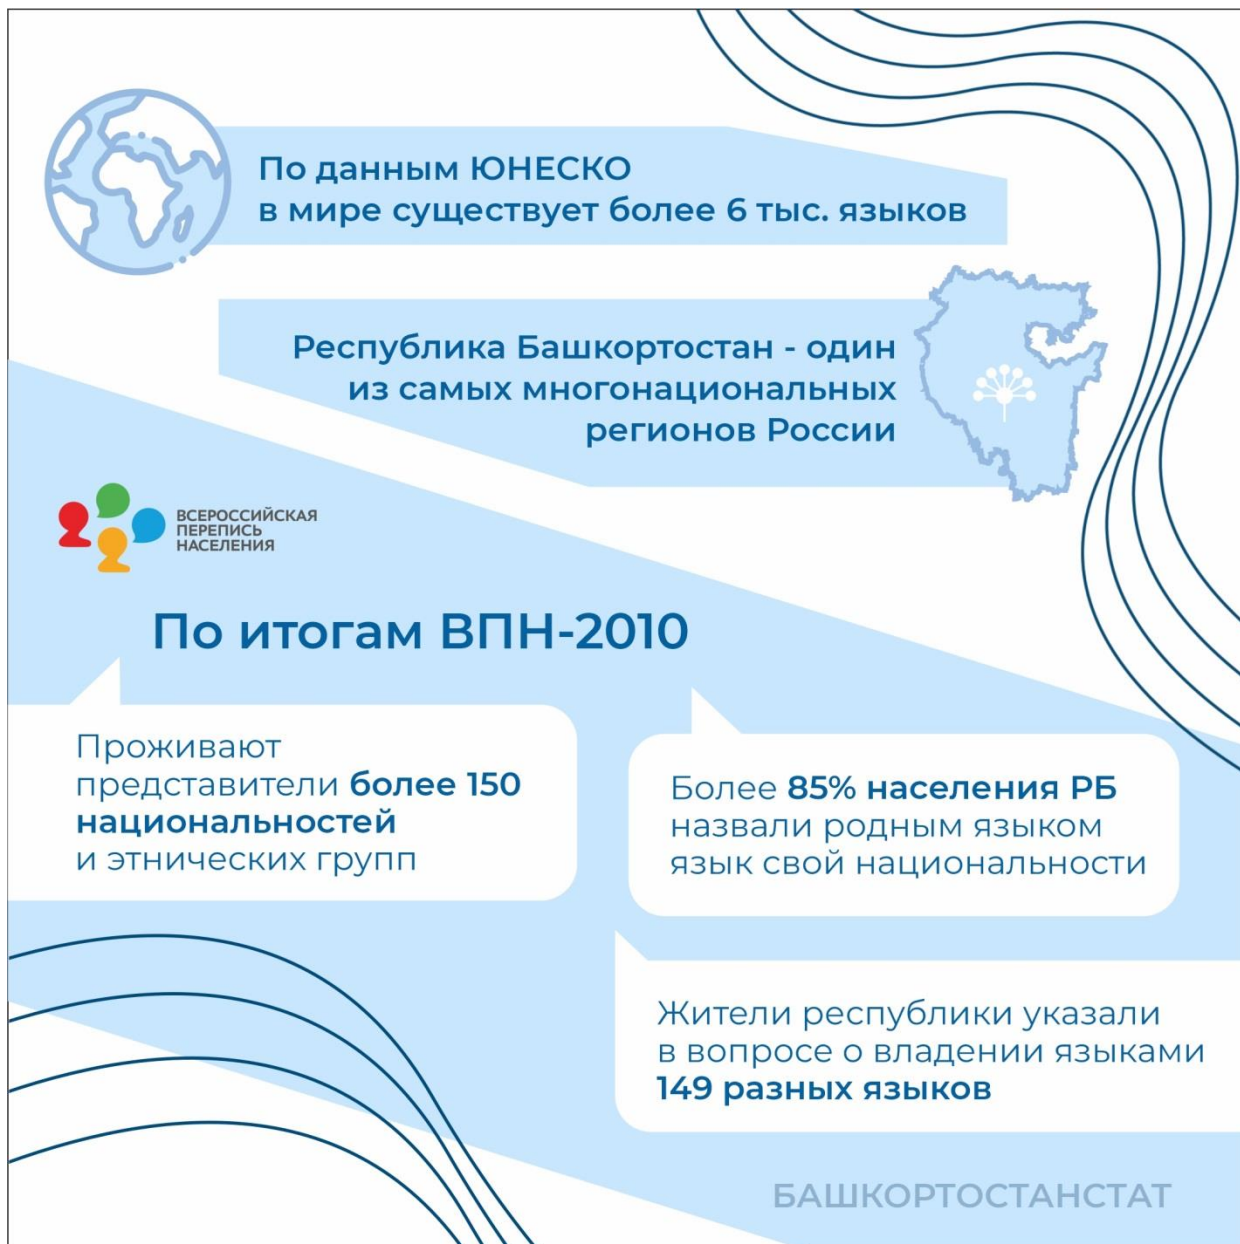 По данным ЮНЕСКО
в мире существует более 6 тыс. языков
Республика Башкортостан - один
из самых многонациональных
регионов России
ВСЕРОССИЙСКАЯ
ПЕРЕПИСЬ
НАСЕЛЕНИЯ
По итогам ВПН-2010
Проживают
представители более 150
национальностей
и этнических групп
Более 85% населения РБ
назвали родным языком
язык свой национальности
Жители республики указали
в вопросе о владении языками
149 разных языков
БАШКОРТОСТАНСТАТ